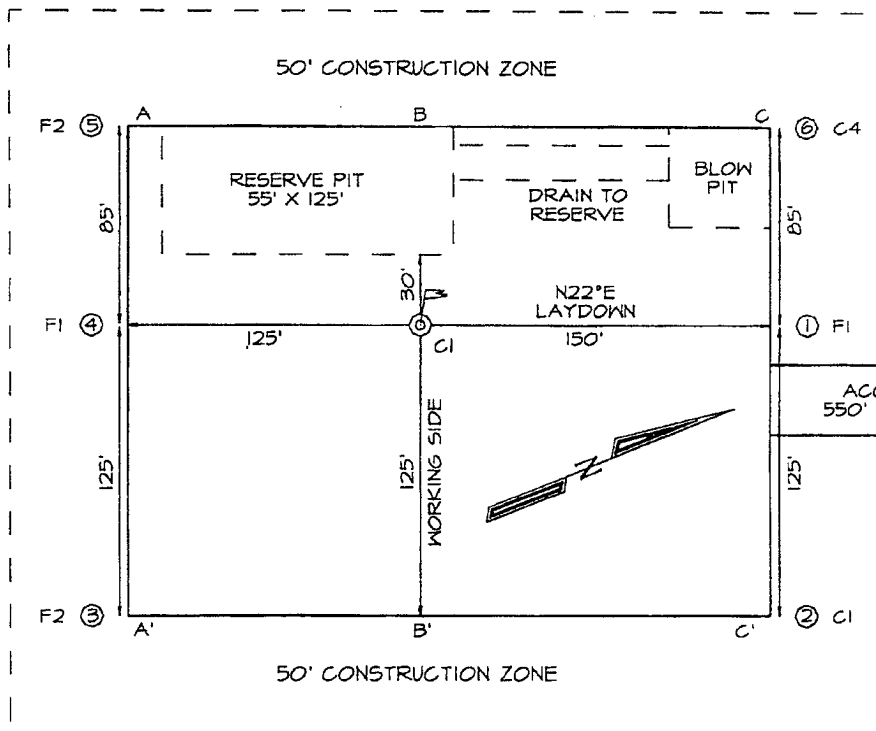 50' CONSTRUCTION ZONE
A B C
F2 ⑤ ⑥ C4
RESERVE PIT
55' X 125'
BLOW
PIT
DRAIN TO
RESERVE
85'
85'
30'
N22°E
LAYDOWN
F1 ④ ① F1
125'
C1
150'
550'
125'
125'
WORKING SIDE
125'
N
F2 ③ ② C1
A' B' C'
50' CONSTRUCTION ZONE